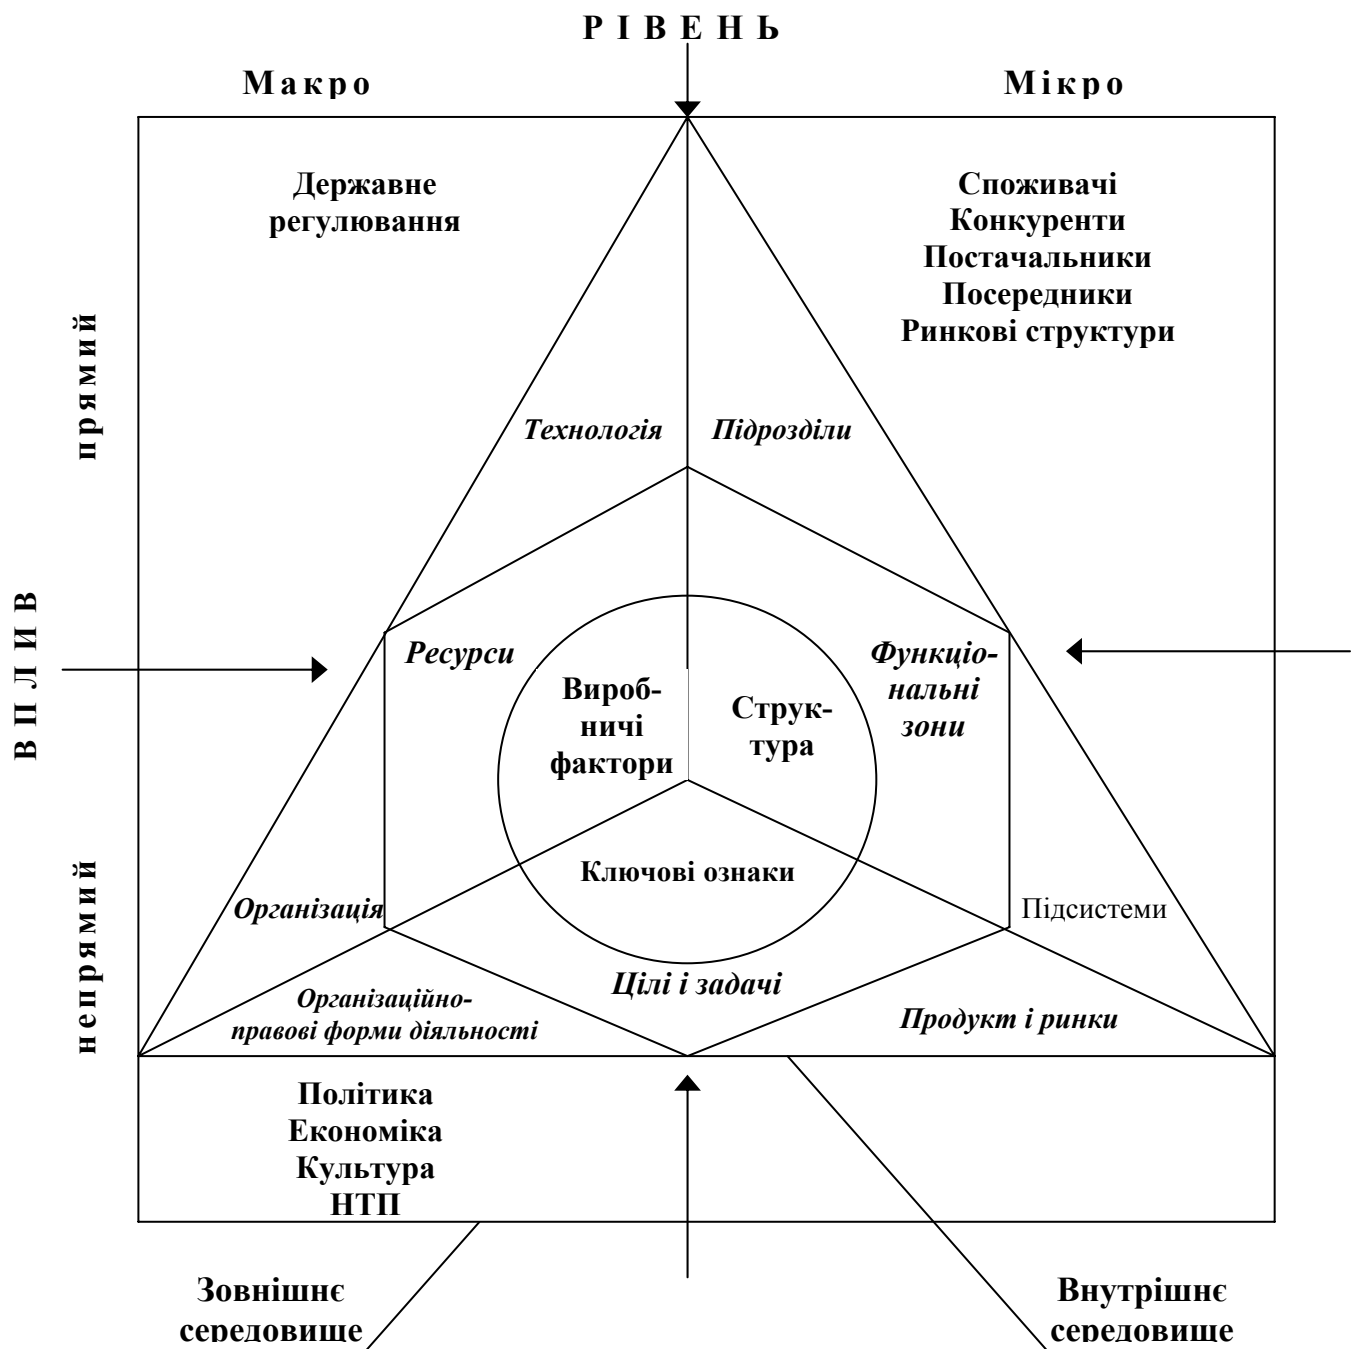 РІВЕНЬ
Макро
Мікро
Державне
регулювання
Споживачі
Конкуренти
Постачальники
Посередники
Ринкові структури
прямий
Технологія
Підрозділи
ВПЛИВ
Ресурси
Функціо-
нальні
зони
Вироб-
ничі
фактори
Струк-
тура
Ключові ознаки
непрямий
Організація
Підсистеми
Цілі і задачі
Організаційно-
правові форми діяльності
Продукт і ринки
Політика
Економіка
Культура
НТП
Зовнішнє
середовище
Внутрішнє
середовище